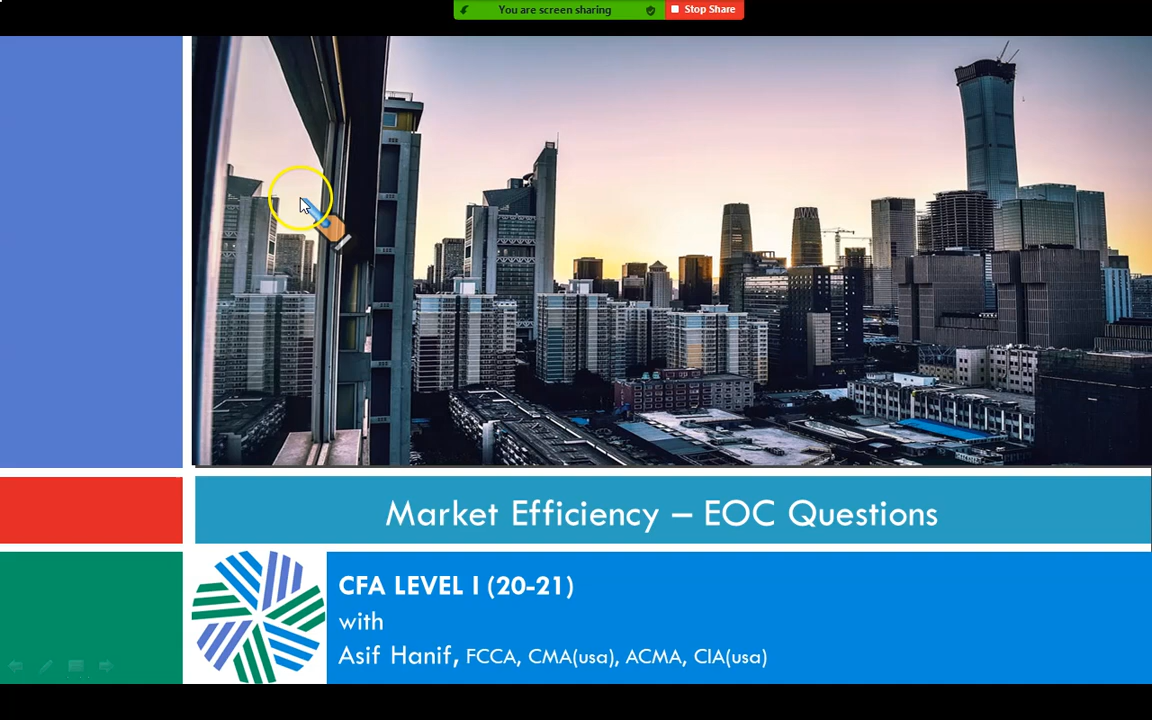 You are screen sharing
Stop Share
Market Efficiency – EOC Questions
CFA LEVEL I (20-21)
with
Asif Hanif, FCCA, CMA(usa), ACMA, CIA(usa)